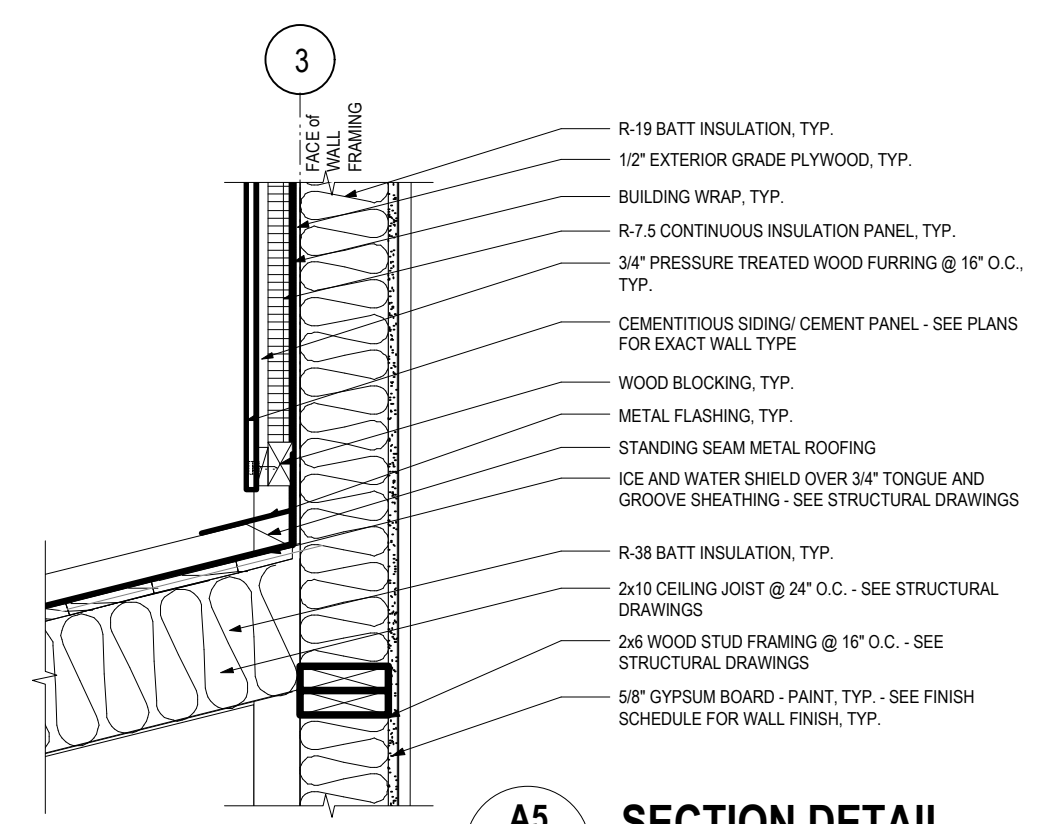 3
FACE of
WALL
FRAMING
R-19 BATT INSULATION, TYP.
1/2" EXTERIOR GRADE PLYWOOD, TYP.
BUILDING WRAP, TYP.
R-7.5 CONTINUOUS INSULATION PANEL, TYP.
3/4" PRESSURE TREATED WOOD FURRING @ 16" O.C.,
TYP.
CEMENTITIOUS SIDING/ CEMENT PANEL - SEE PLANS
FOR EXACT WALL TYPE
WOOD BLOCKING, TYP.
METAL FLASHING, TYP.
STANDING SEAM METAL ROOFING
ICE AND WATER SHIELD OVER 3/4" TONGUE AND
GROOVE SHEATHING - SEE STRUCTURAL DRAWINGS
R-38 BATT INSULATION, TYP.
2x10 CEILING JOIST @ 24" O.C. - SEE STRUCTURAL
DRAWINGS
2x6 WOOD STUD FRAMING @ 16" O.C. - SEE
STRUCTURAL DRAWINGS
5/8" GYPSUM BOARD - PAINT, TYP. - SEE FINISH
SCHEDULE FOR WALL FINISH, TYP.
A5
SECTION DETAIL